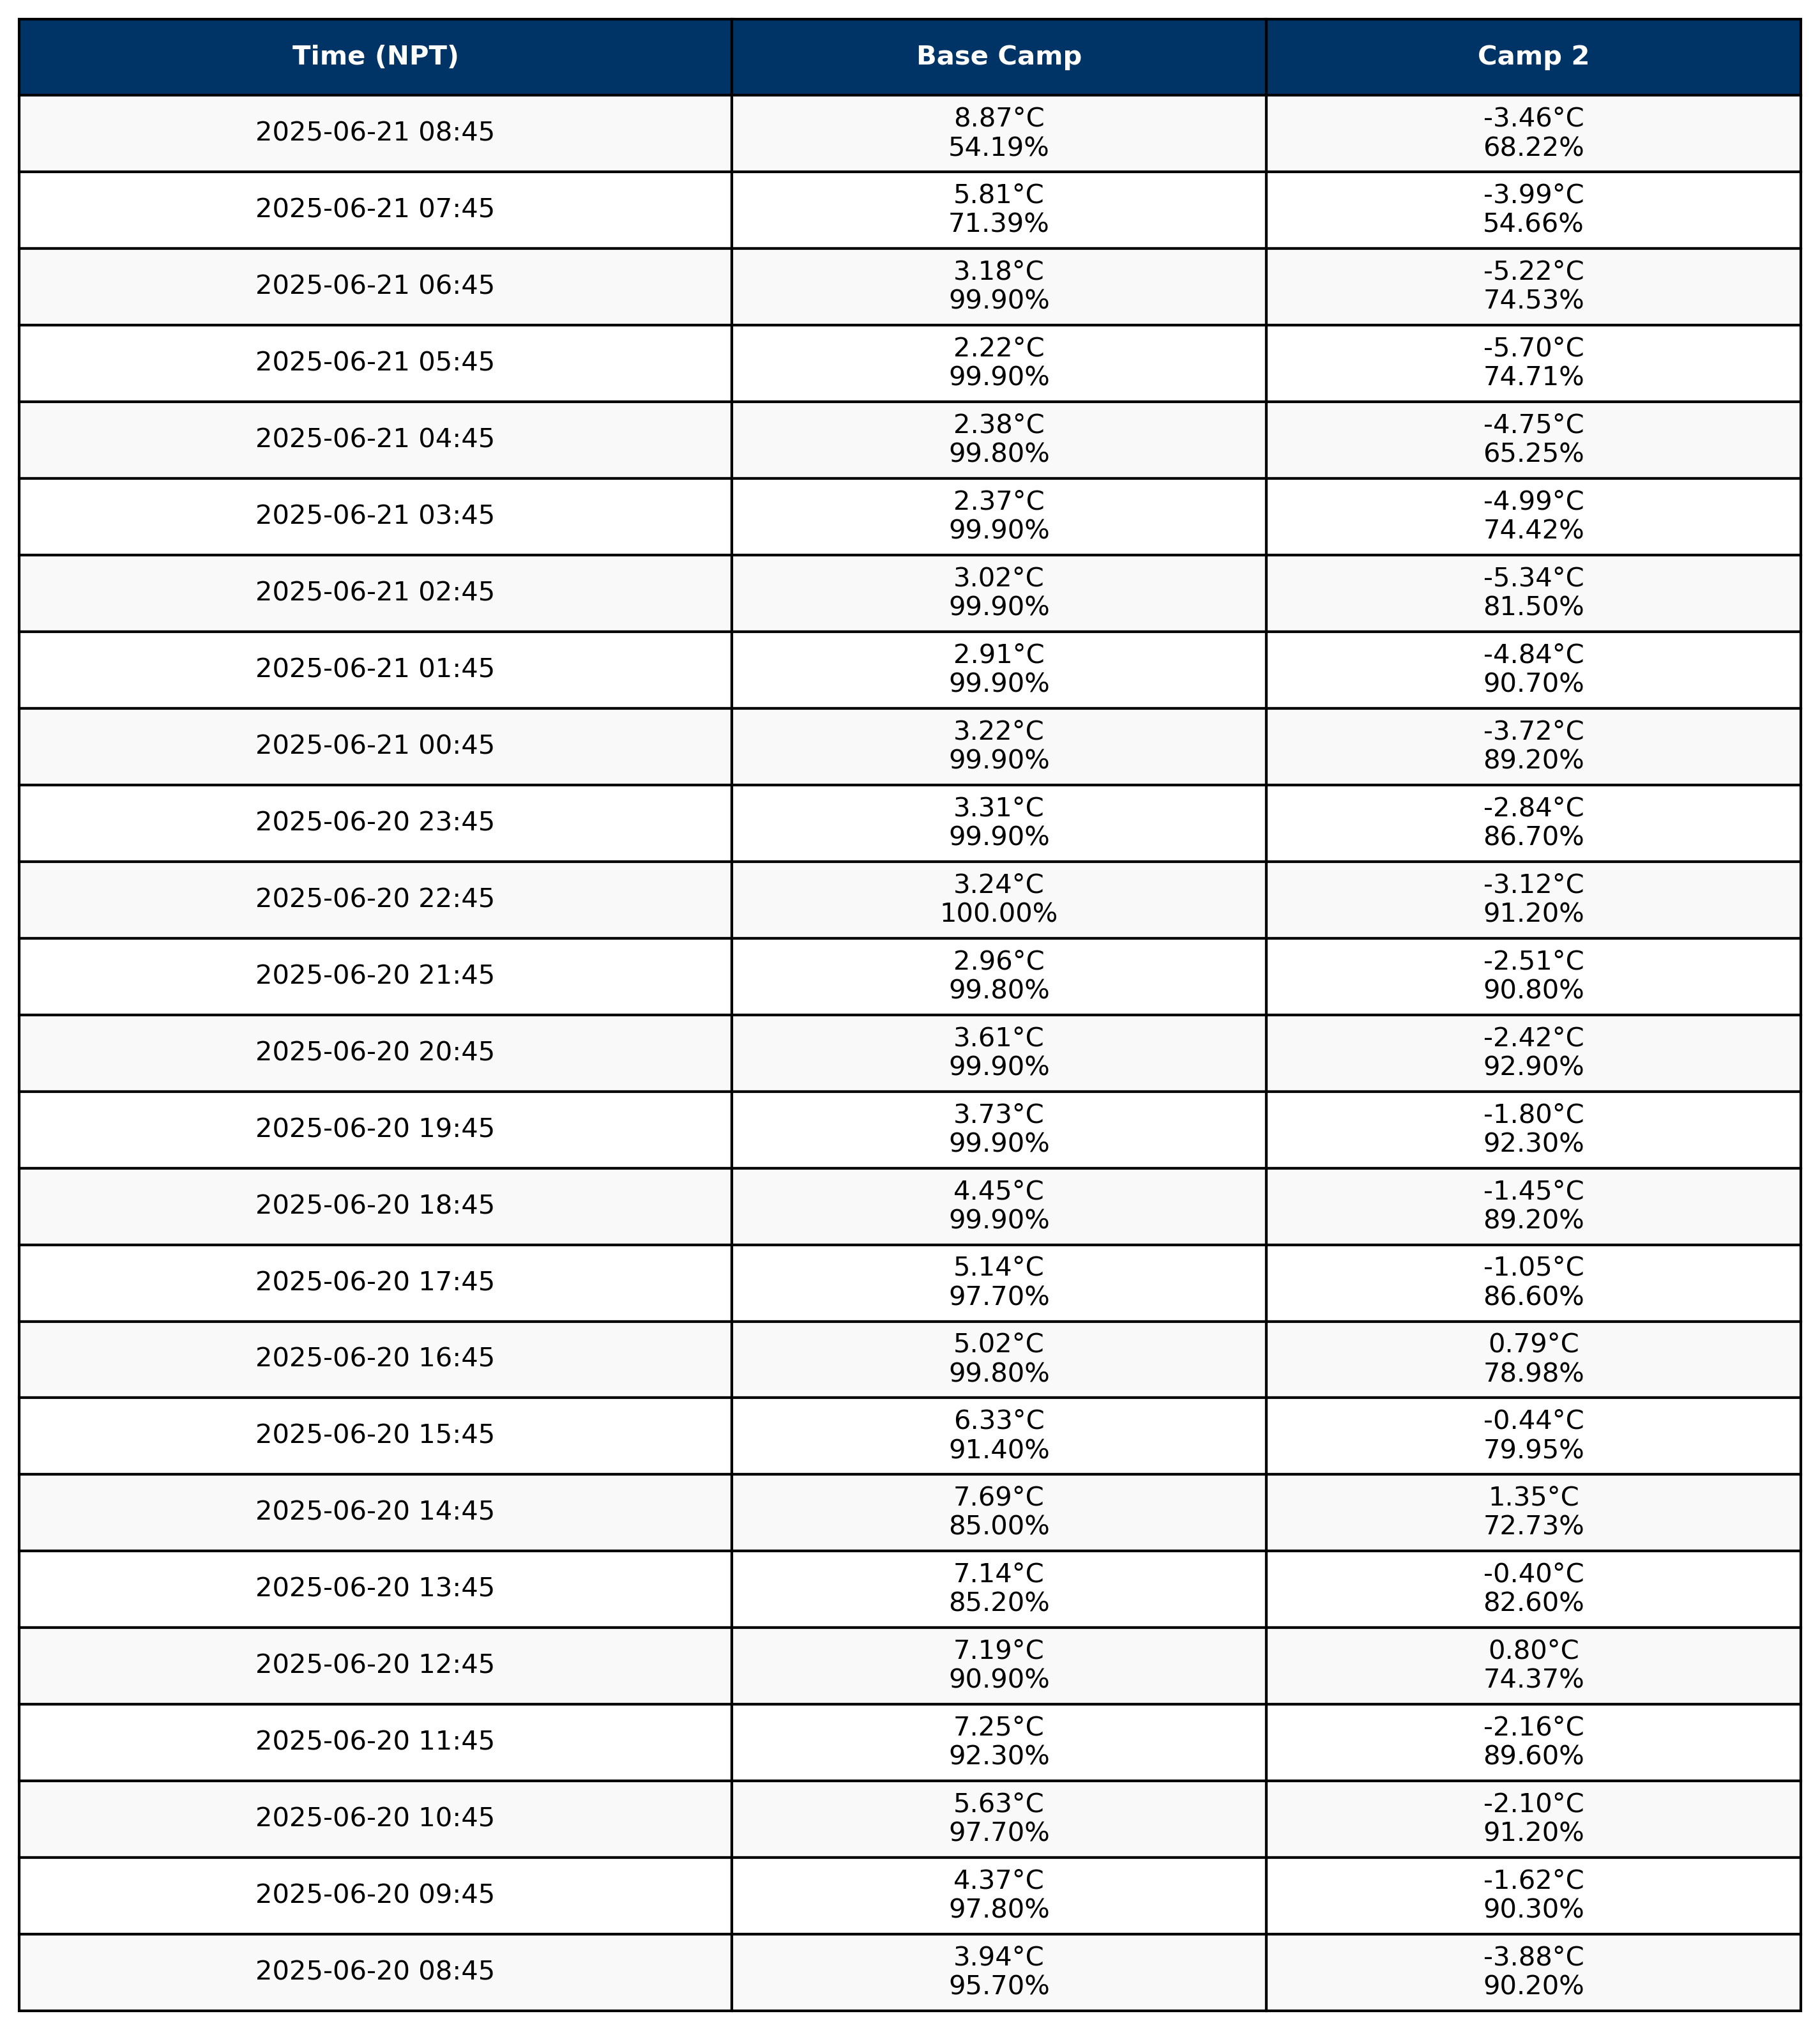 Time (NPT) Base Camp Camp 2
8.87°C -3.46°C
2025-06-21 08:45
54.19% 68.22%
5.81°C -3.99°C
2025-06-21 07:45
71.39% 54.66%
3.18°C -5.22°C
2025-06-21 06:45
99.90% 74.53%
2.22°C -5.70°C
2025-06-21 05:45
99.90% 74.71%
2.38°C -4.75°C
2025-06-21 04:45
99.80% 65.25%
2.37°C -4.99°C
2025-06-21 03:45
99.90% 74.42%
3.02°C -5.34°C
2025-06-21 02:45
99.90% 81.50%
2.91°C -4.84°C
2025-06-21 01:45
99.90% 90.70%
3.22°C -3.72°C
2025-06-21 00:45
99.90% 89.20%
3.31°C -2.84°C
2025-06-20 23:45
99.90% 86.70%
3.24°C -3.12°C
2025-06-20 22:45
100.00% 91.20%
2.96°C -2.51°C
2025-06-20 21:45
99.80% 90.80%
3.61°C -2.42°C
2025-06-20 20:45
99.90% 92.90%
3.73°C -1.80°C
2025-06-20 19:45
99.90% 92.30%
4.45°C -1.45°C
2025-06-20 18:45
99.90% 89.20%
5.14°C -1.05°C
2025-06-20 17:45
97.70% 86.60%
5.02°C 0.79°C
2025-06-20 16:45
99.80% 78.98%
6.33°C -0.44°C
2025-06-20 15:45
91.40% 79.95%
7.69°C 1.35°C
2025-06-20 14:45
85.00% 72.73%
7.14°C -0.40°C
2025-06-20 13:45
85.20% 82.60%
7.19°C 0.80°C
2025-06-20 12:45
90.90% 74.37%
7.25°C -2.16°C
2025-06-20 11:45
92.30% 89.60%
5.63°C -2.10°C
2025-06-20 10:45
97.70% 91.20%
4.37°C -1.62°C
2025-06-20 09:45
97.80% 90.30%
3.94°C -3.88°C
2025-06-20 08:45
95.70% 90.20%